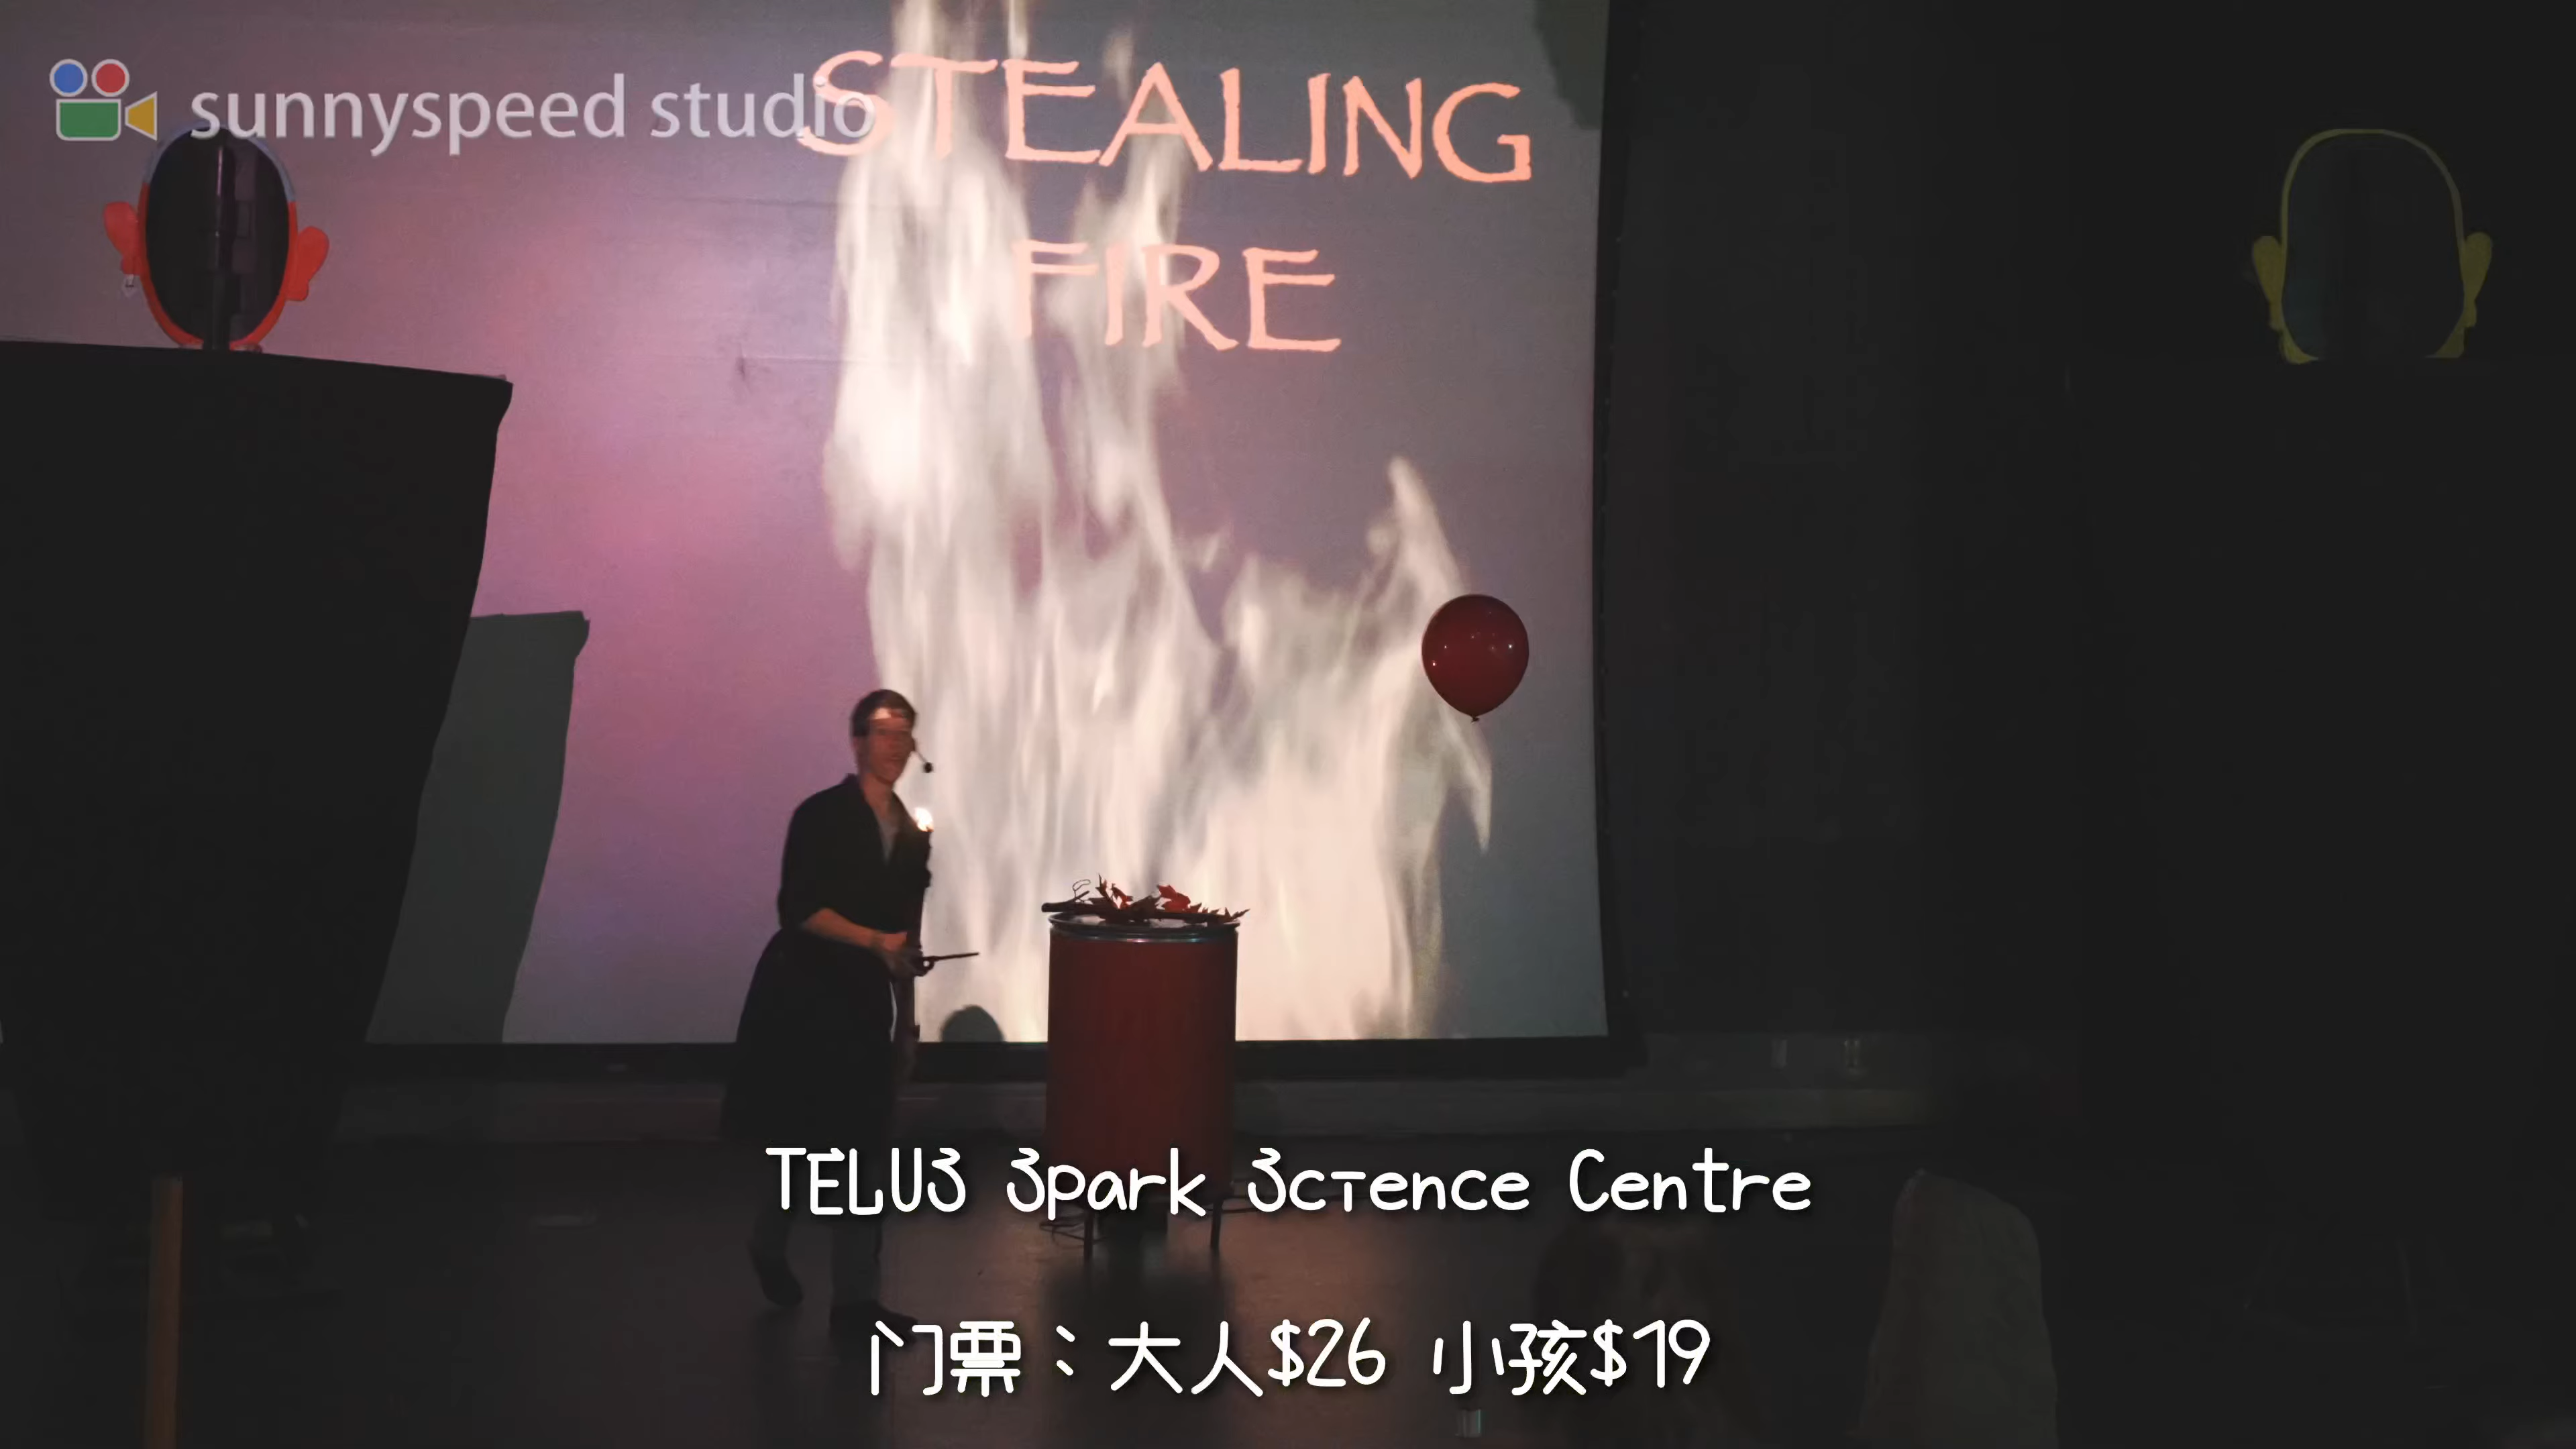 sunnyspeed studio
STEALING
FIRE
TELUS Spark Science Centre
门票：大人$26 小孩$19